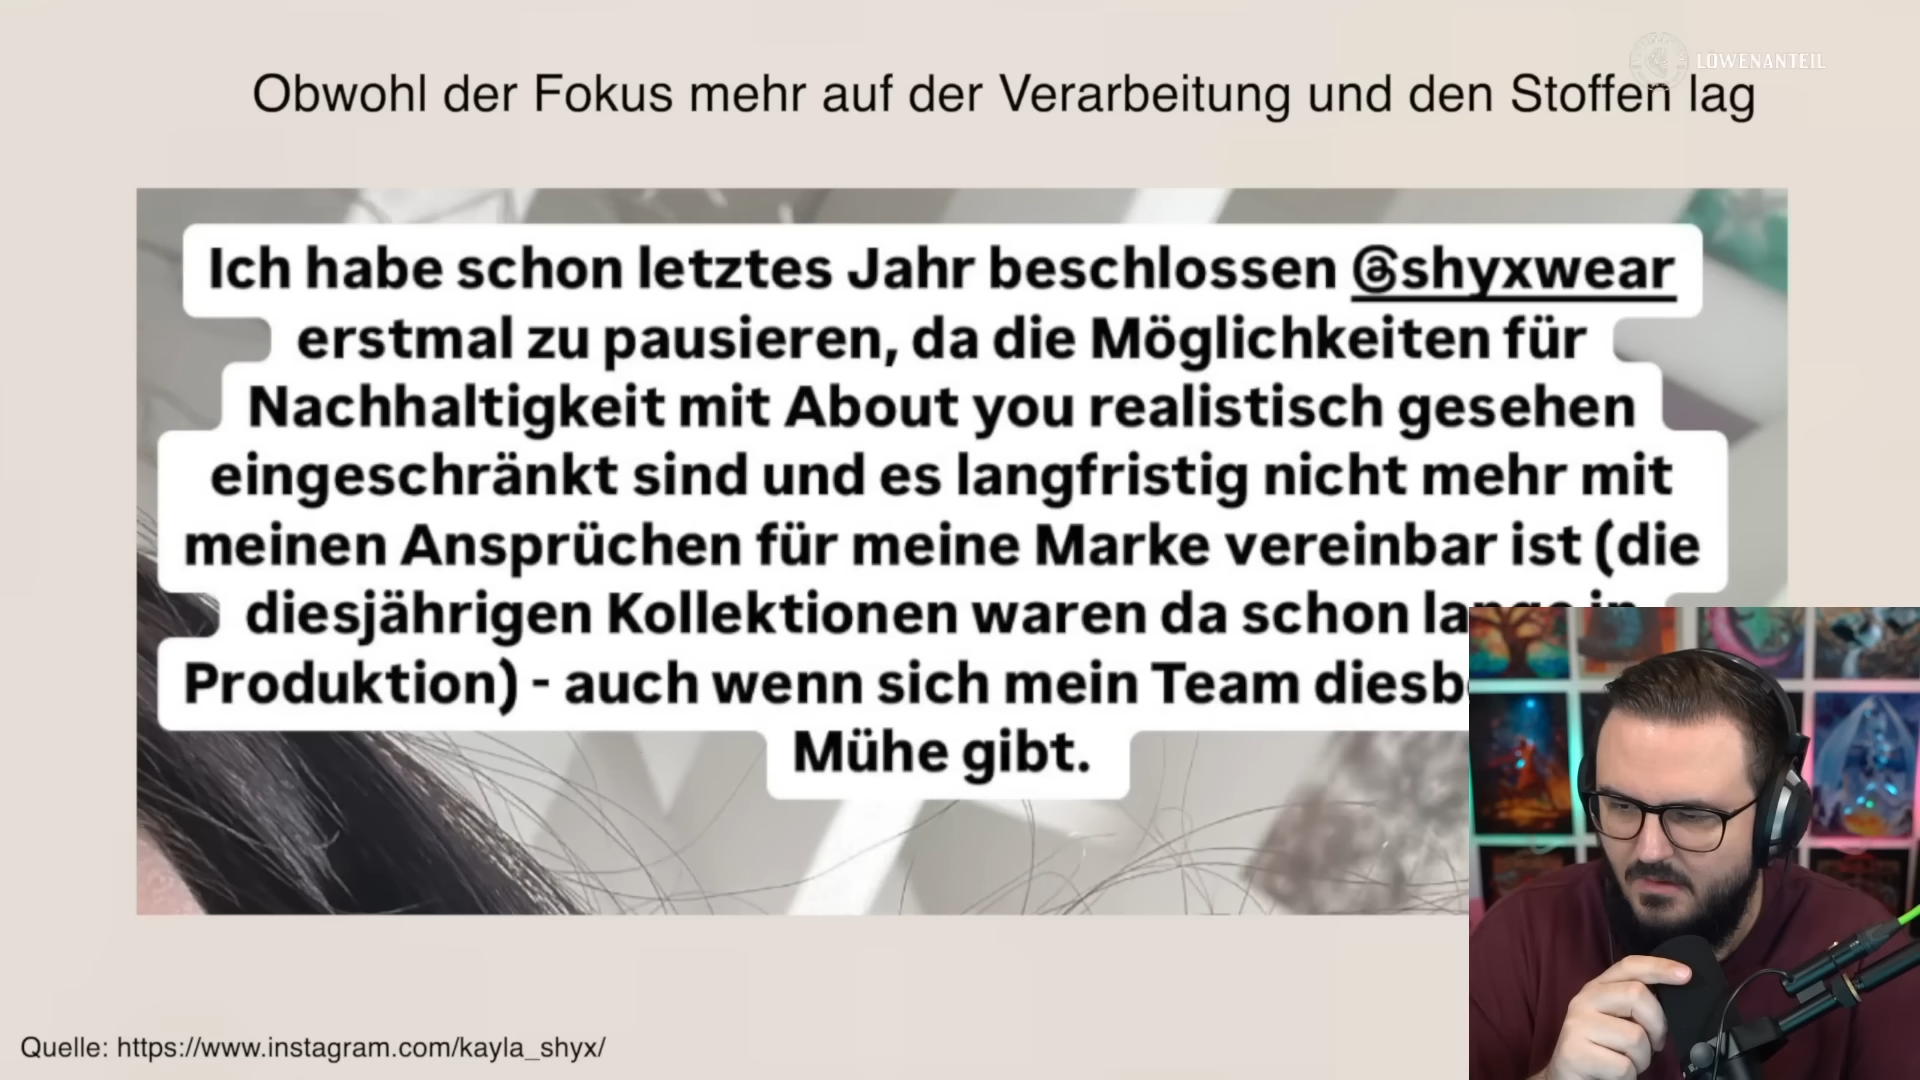 LÖWENANTEIL
Obwohl der Fokus mehr auf der Verarbeitung und den Stoffen lag
Ich habe schon letztes Jahr beschlossen @shyxwear
erstmal zu pausieren, da die Möglichkeiten für
Nachhaltigkeit mit About you realistisch gesehen
eingeschränkt sind und es langfristig nicht mehr mit
meinen Ansprüchen für meine Marke vereinbar ist (die
diesjährigen Kollektionen waren da schon lange in
Produktion) - auch wenn sich mein Team
Mühe gibt.
Quelle: https://www.instagram.com/kayla_shyx/